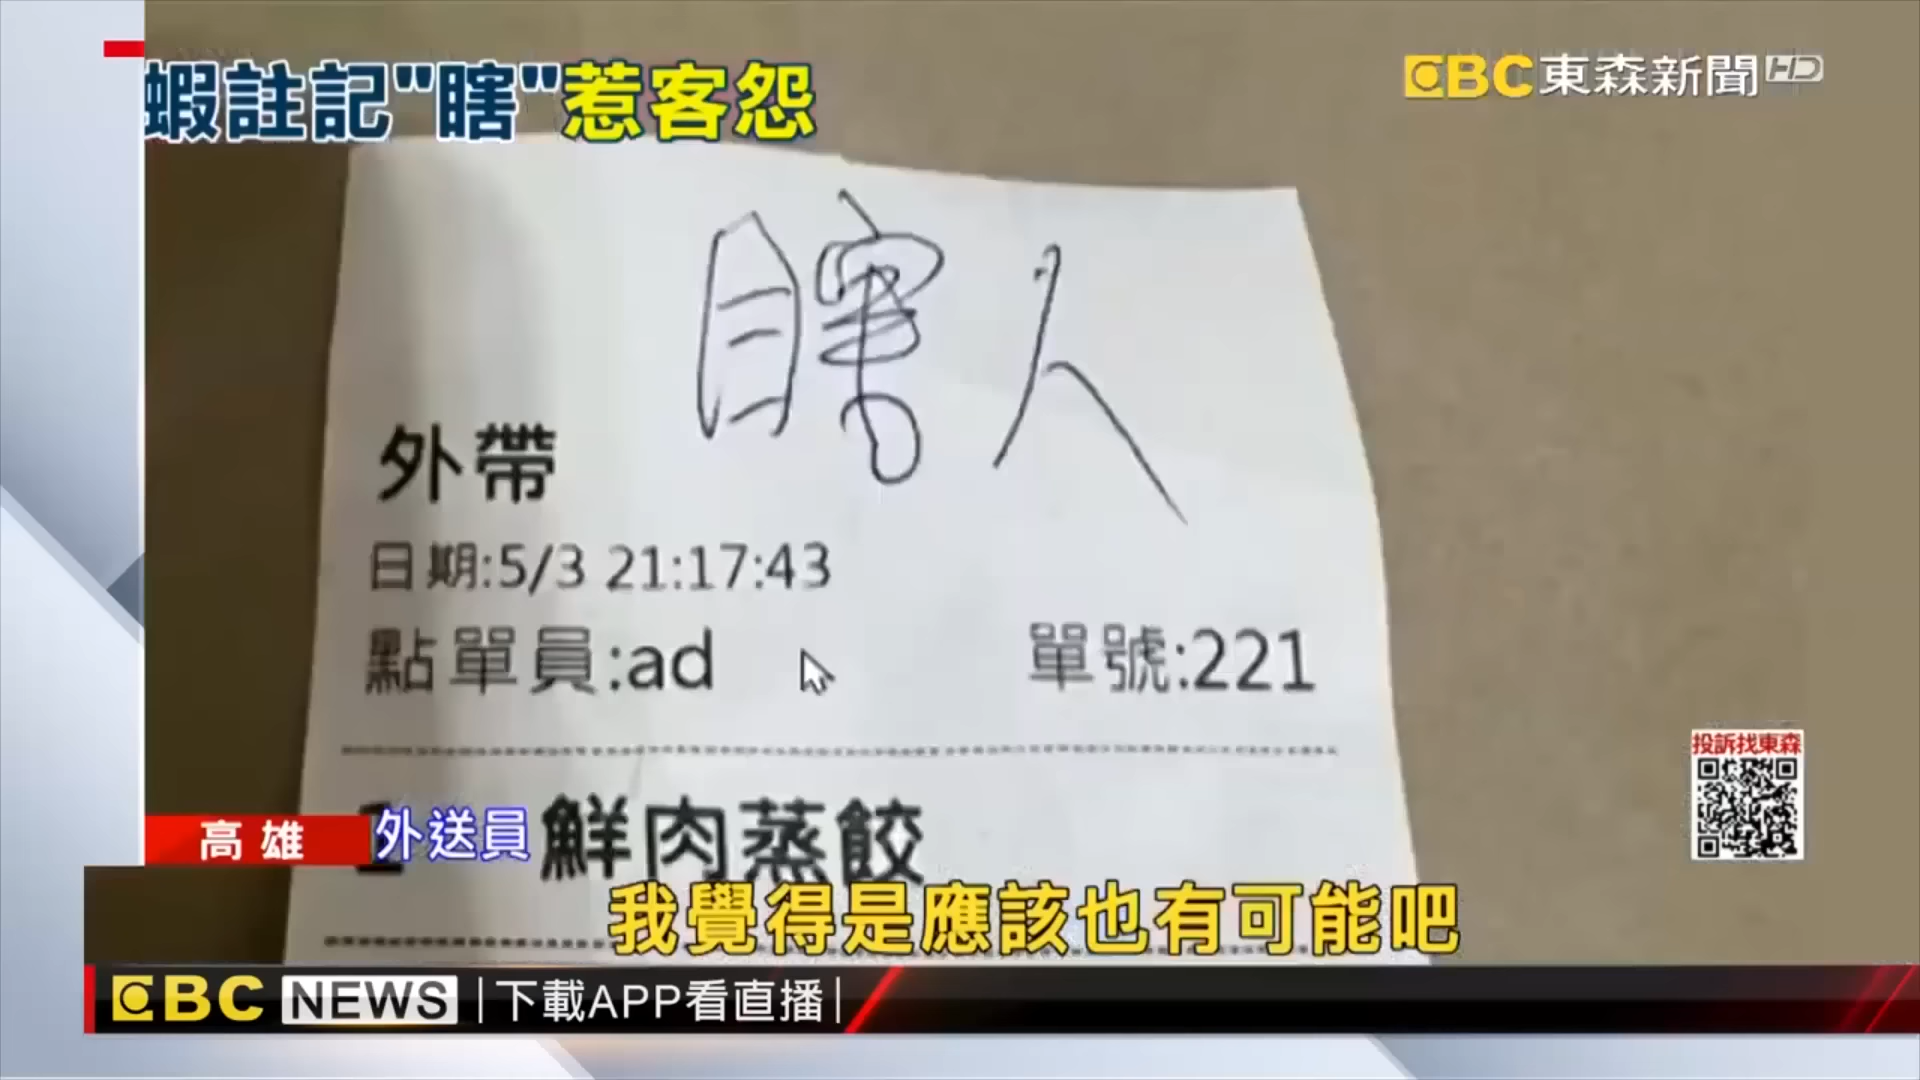 蝦註記"瞎"惹客怨
EBC東森新聞HD
瞎人
外帶
日期:5/3 21:17:43
點單員:ad 單號:221
投訴找東森
鮮肉蒸餃
高雄 外送員
我覺得是應該也有可能吧
EBC NEWS |下載APP看直播|